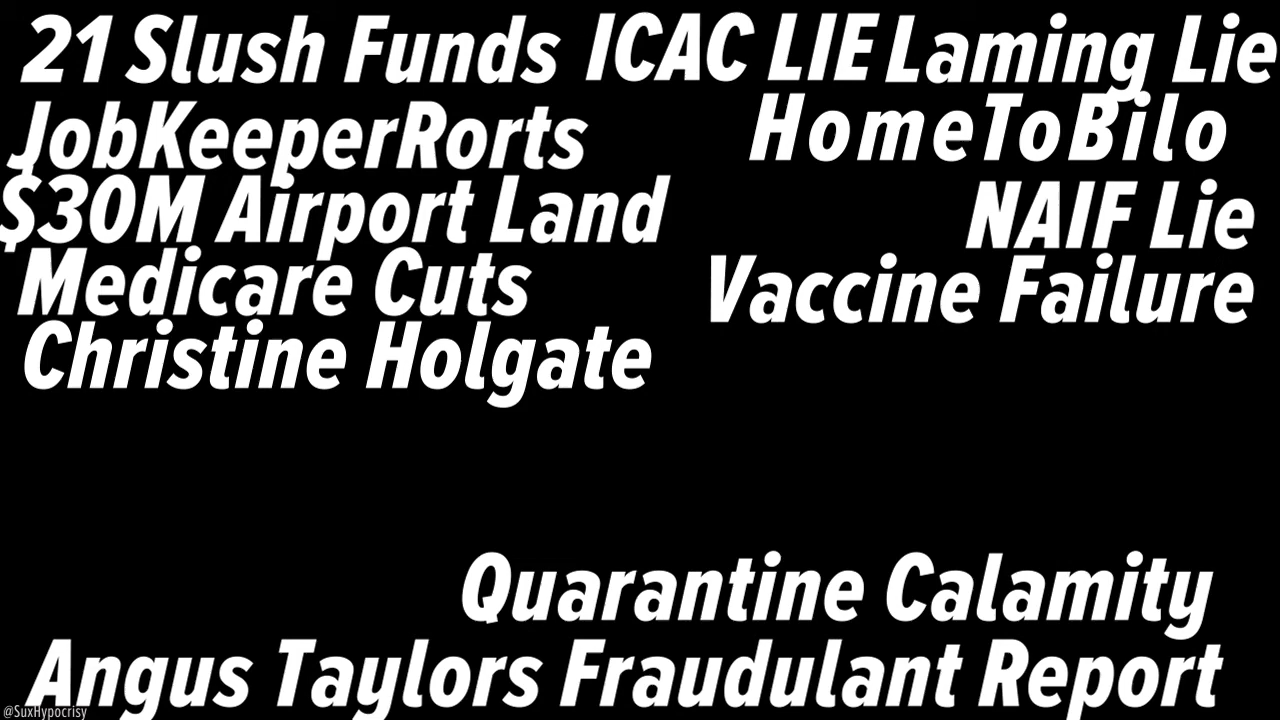 21 Slush Funds ICAC LIE Laming Lie
JobKeeperRorts HomeToBilo
$30M Airport Land NAIF Lie
Medicare Cuts Vaccine Failure
Christine Holgate
Quarantine Calamity
Angus Taylors Fraudulant Report
@SuxHypocrisy